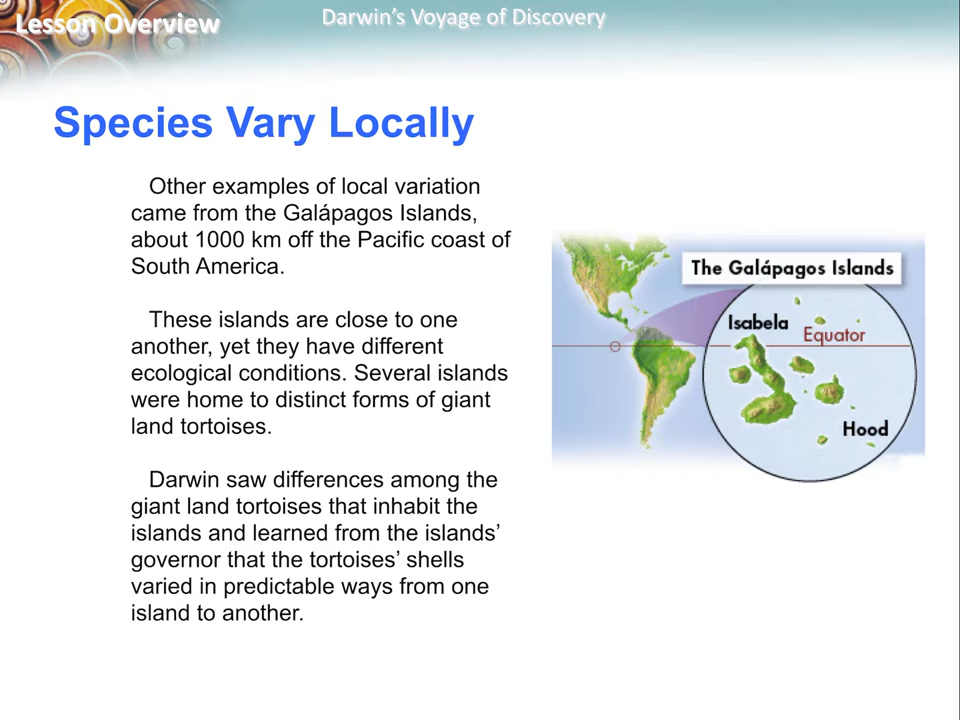 Lesson Overview
Darwin’s Voyage of Discovery
Species Vary Locally
Other examples of local variation
came from the Galápagos Islands,
about 1000 km off the Pacific coast of
South America.
These islands are close to one
another, yet they have different
ecological conditions. Several islands
were home to distinct forms of giant
land tortoises.
Darwin saw differences among the
giant land tortoises that inhabit the
islands and learned from the islands’
governor that the tortoises’ shells
varied in predictable ways from one
island to another.
The Galápagos Islands
Isabela
Equator
Hood